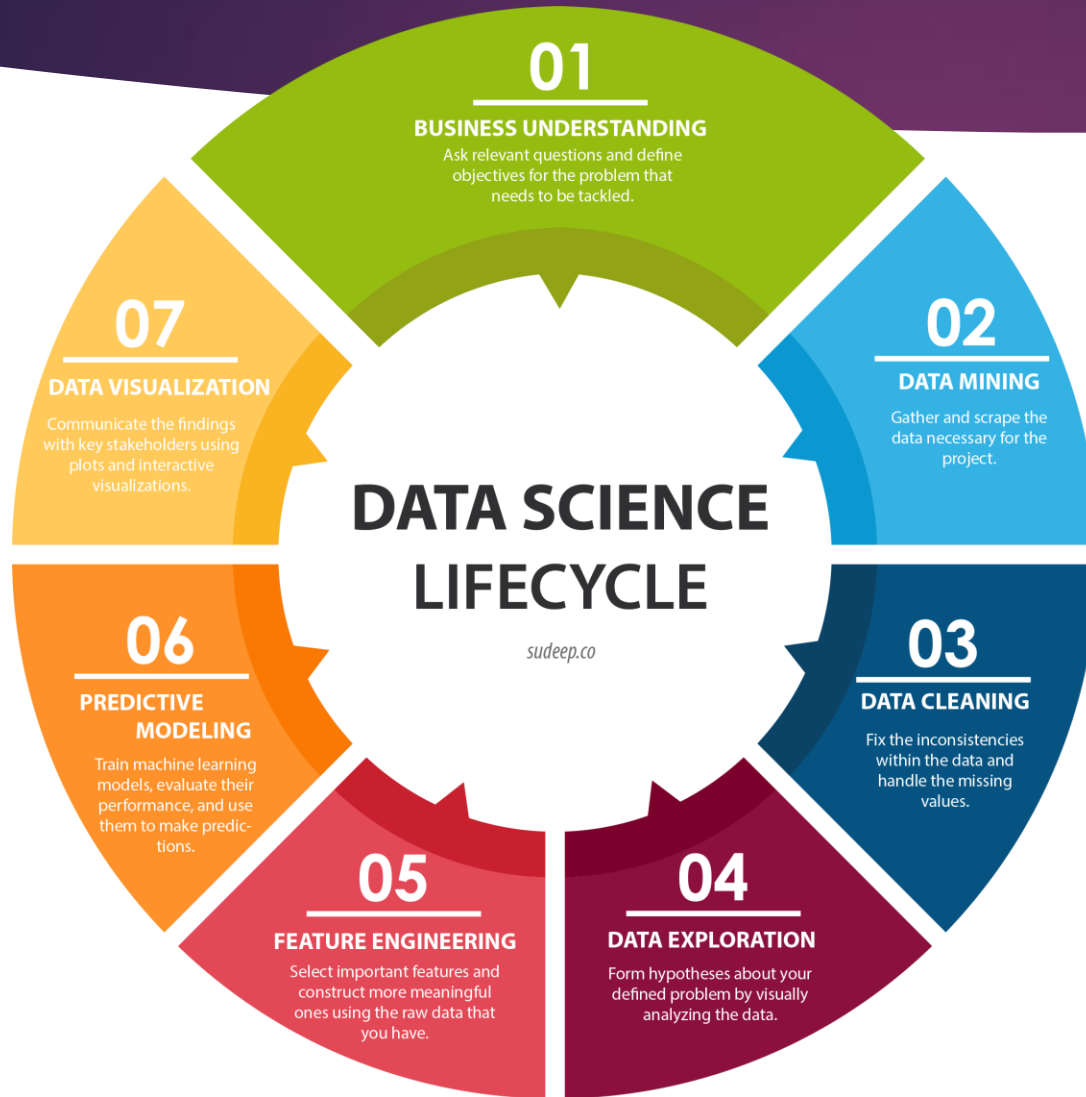 01
BUSINESS UNDERSTANDING
Ask relevant questions and define
objectives for the problem that
needs to be tackled.
02
DATA MINING
Gather and scrape the
data necessary for the
project.
03
DATA CLEANING
Fix the inconsistencies
within the data and
handle the missing
values.
04
DATA EXPLORATION
Form hypotheses about your
defined problem by visually
analyzing the data.
05
FEATURE ENGINEERING
Select important features and
construct more meaningful
ones using the raw data that
you have.
06
PREDICTIVE
MODELING
Train machine learning
models, evaluate their
performance, and use
them to make predic-
tions.
07
DATA VISUALIZATION
Communicate the findings
with key stakeholders using
plots and interactive
visualizations.
DATA SCIENCE
LIFECYCLE
sudeep.co